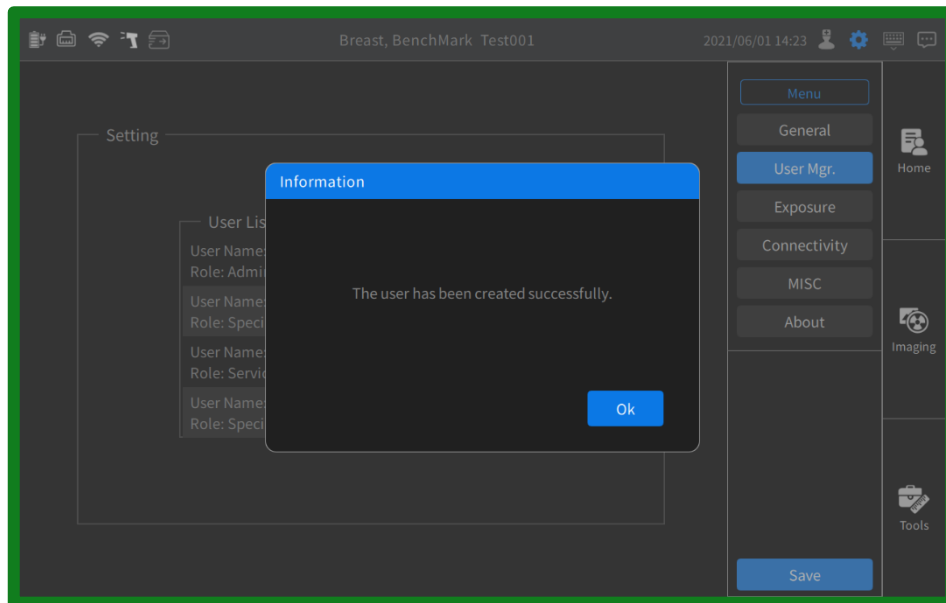 Breast, BenchMark Test001
2021/06/01 14:23
Menu
General
User Mgr.
Exposure
Connectivity
MISC
About
Save
Home
Imaging
Tools
Setting
User Lis
User Name:
Role: Admi
User Name:
Role: Speci
User Name:
Role: Servic
User Name:
Role: Speci
Information
The user has been created successfully.
Ok